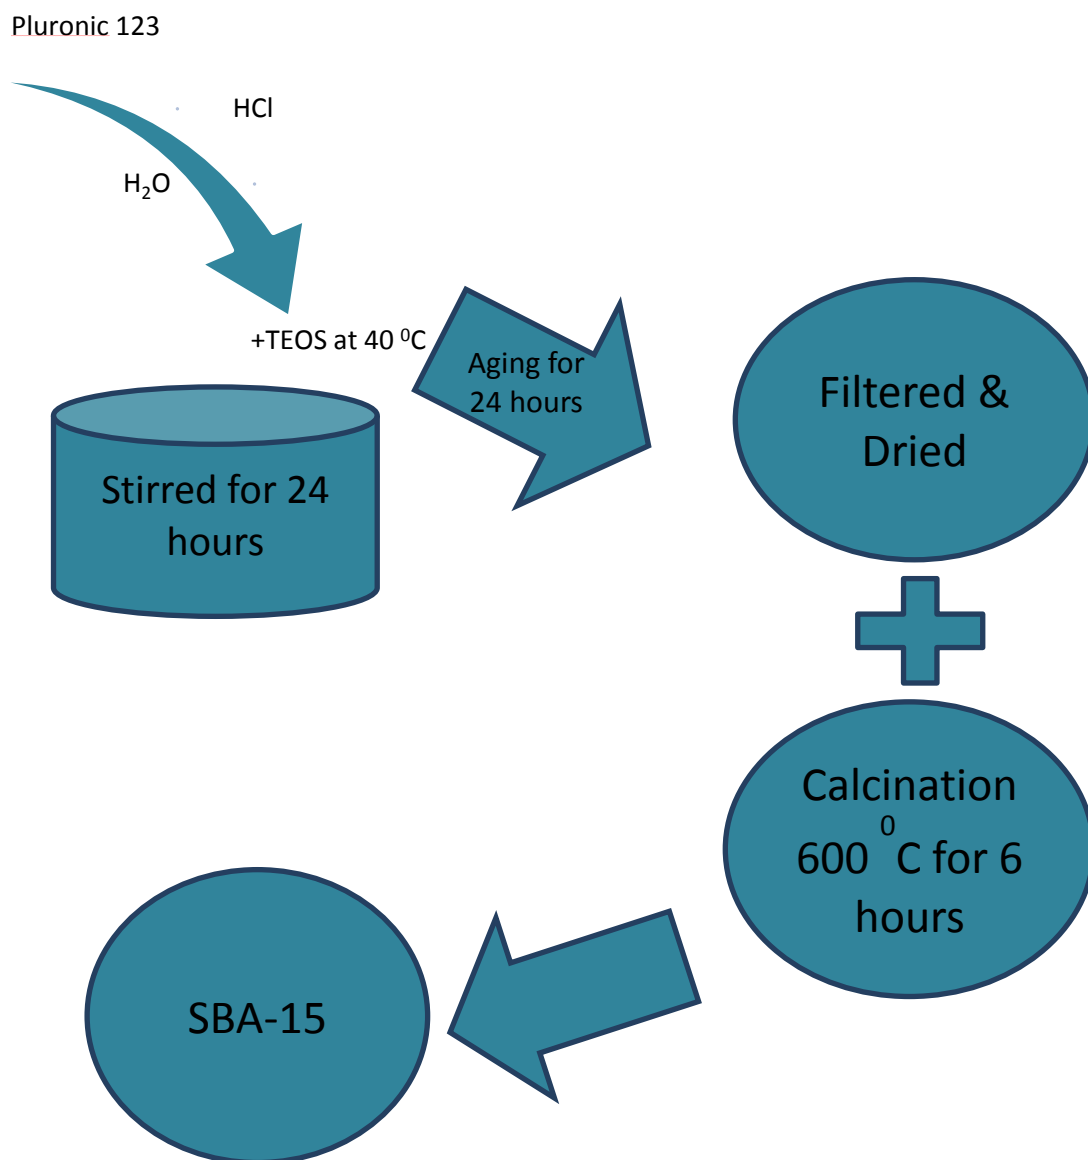 Pluronic 123
HCl
H₂O
+TEOS at 40 ⁰C
Aging for
24 hours
Stirred for 24
hours
Filtered &
Dried
Calcination
600 ⁰C for 6
hours
SBA-15